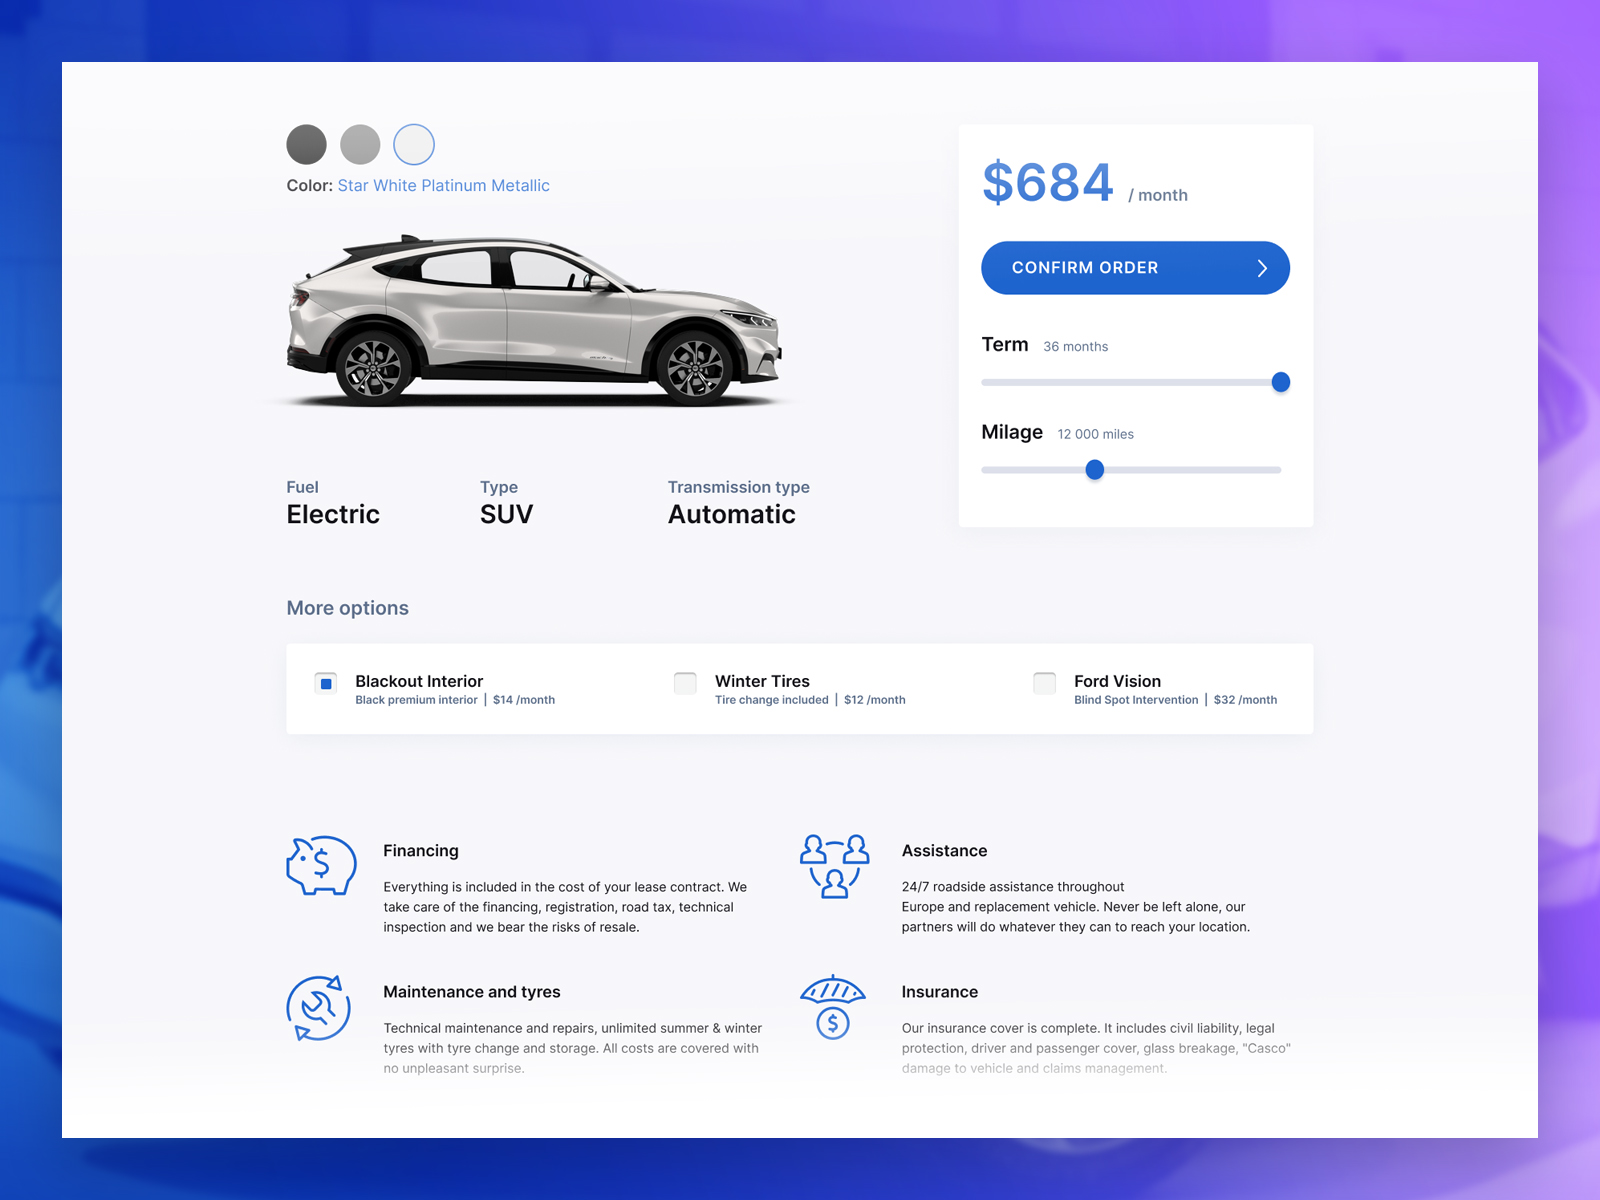 Color: Star White Platinum Metallic
$684 / month
CONFIRM ORDER
Term 36 months
Milage 12 000 miles
Fuel
Electric
Type
SUV
Transmission type
Automatic
More options
Blackout Interior
Black premium interior | $14 /month
Winter Tires
Tire change included | $12 /month
Ford Vision
Blind Spot Intervention | $32 /month
Financing
Everything is included in the cost of your lease contract. We
take care of the financing, registration, road tax, technical
inspection and we bear the risks of resale.
Assistance
24/7 roadside assistance throughout
Europe and replacement vehicle. Never be left alone, our
partners will do whatever they can to reach your location.
Maintenance and tyres
Technical maintenance and repairs, unlimited summer & winter
tyres with tyre change and storage. All costs are covered with
no unpleasant surprise.
Insurance
Our insurance cover is complete. It includes civil liability, legal
protection, driver and passenger cover, glass breakage, "Casco"
damage to vehicle and claims management.